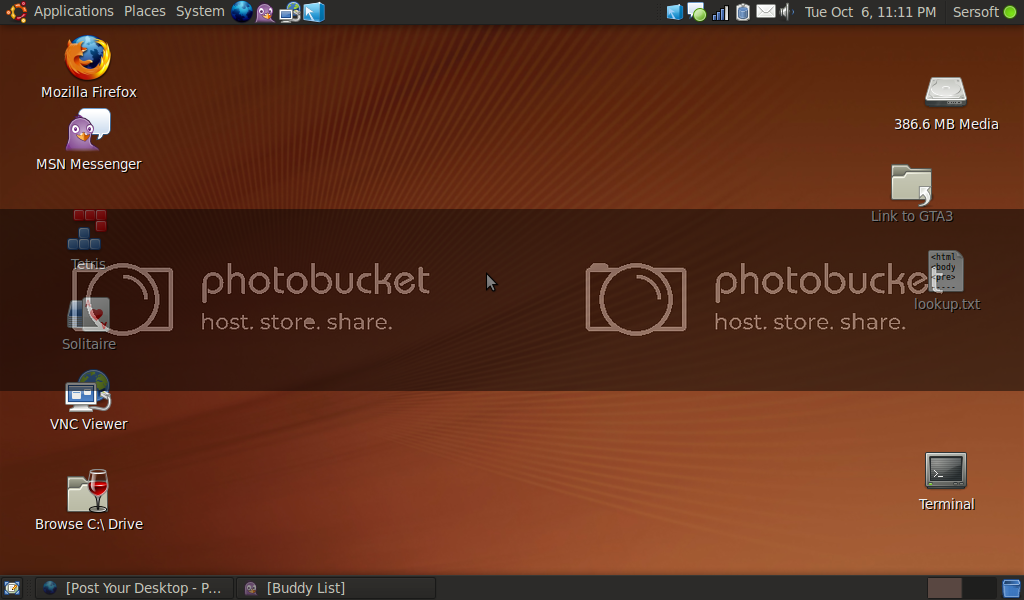 Applications Places System
Tue Oct 6, 11:11 PM Sersoft
Mozilla Firefox
MSN Messenger
386.6 MB Media
Link to GTA3
Tetris
photobucket
host. store. share.
photobucket
host. store. share.
<html
<body
<pre>
-----
lookup.txt
Solitaire
VNC Viewer
Browse C:\ Drive
Terminal
[Post Your Desktop - P...
[Buddy List]